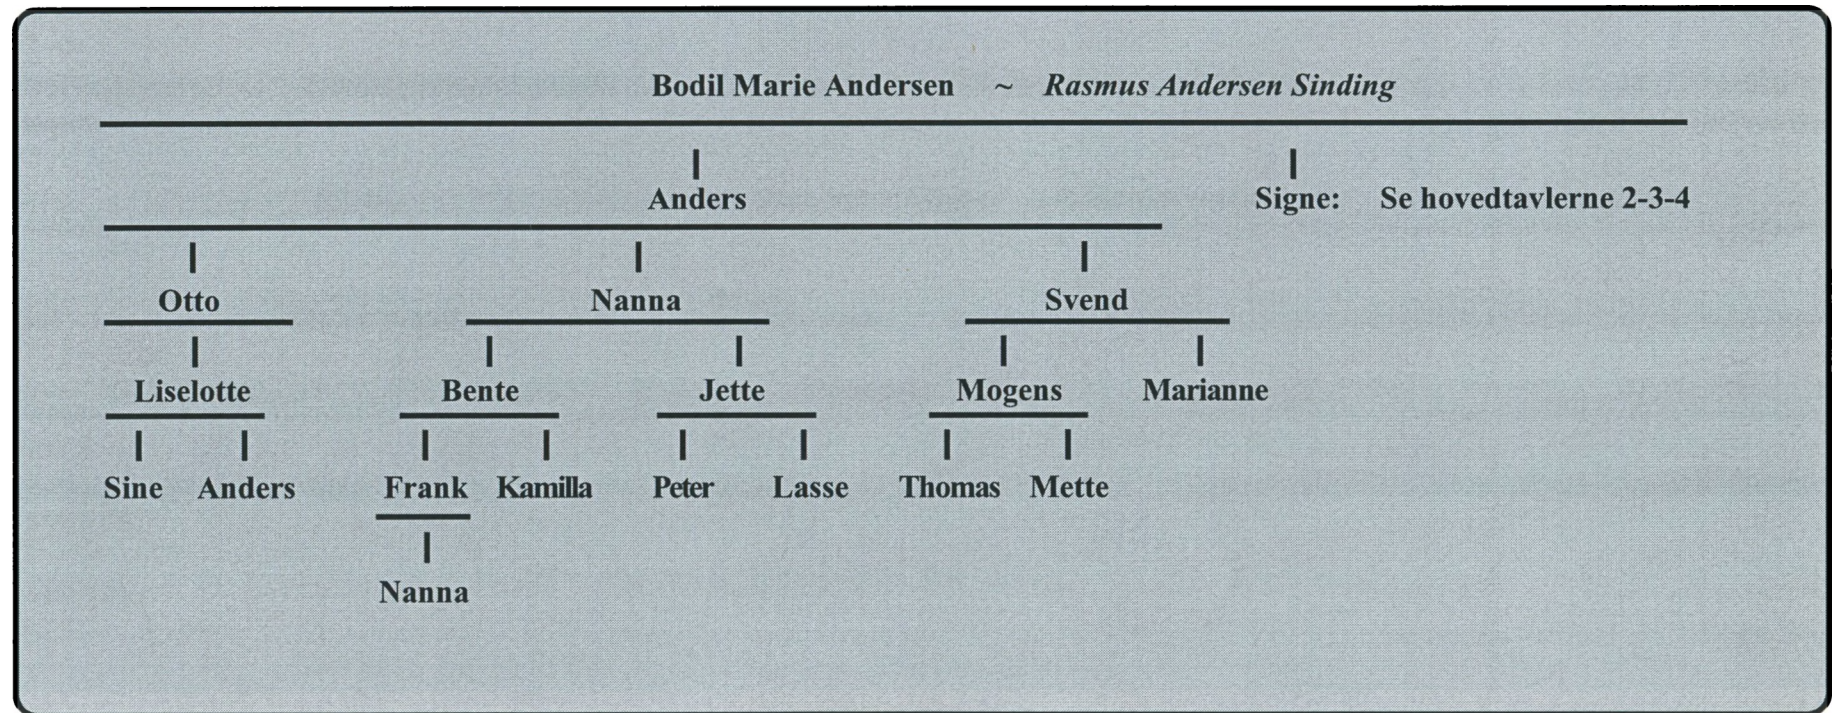 Bodil Marie Andersen ~ Rasmus Andersen Sinding
Anders Signe: Se hovedtavlerne 2-3-4
Otto Nanna Svend
Liselotte Bente Jette Mogens Marianne
Sine Anders Frank Kamilla Peter Lasse Thomas Mette
Nanna